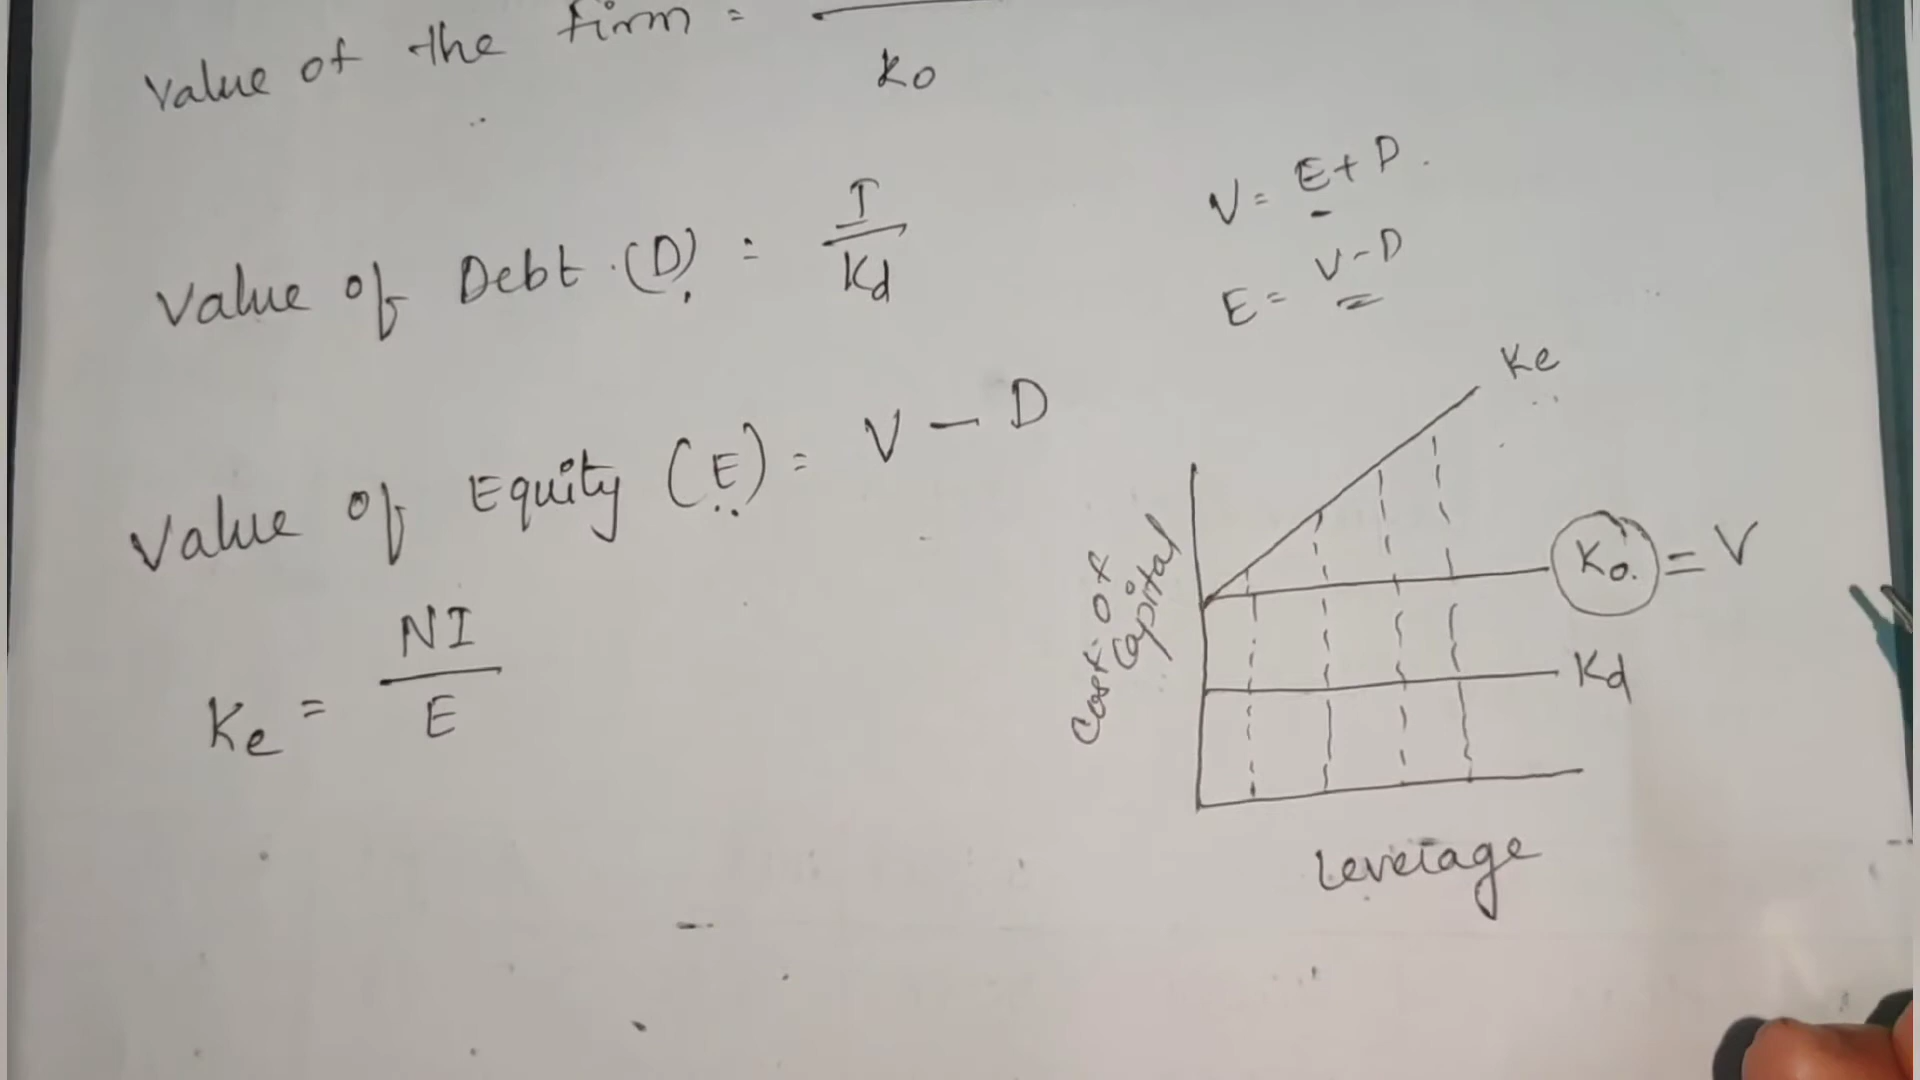 Value of the firm =
Ko
Value of Debt (D) = I
Kd
V = E + D
E = V - D
Value of Equity (E) = V - D
Ke = NI
E
Ke
Ko = V
Kd
Cost of
Capital
Leverage